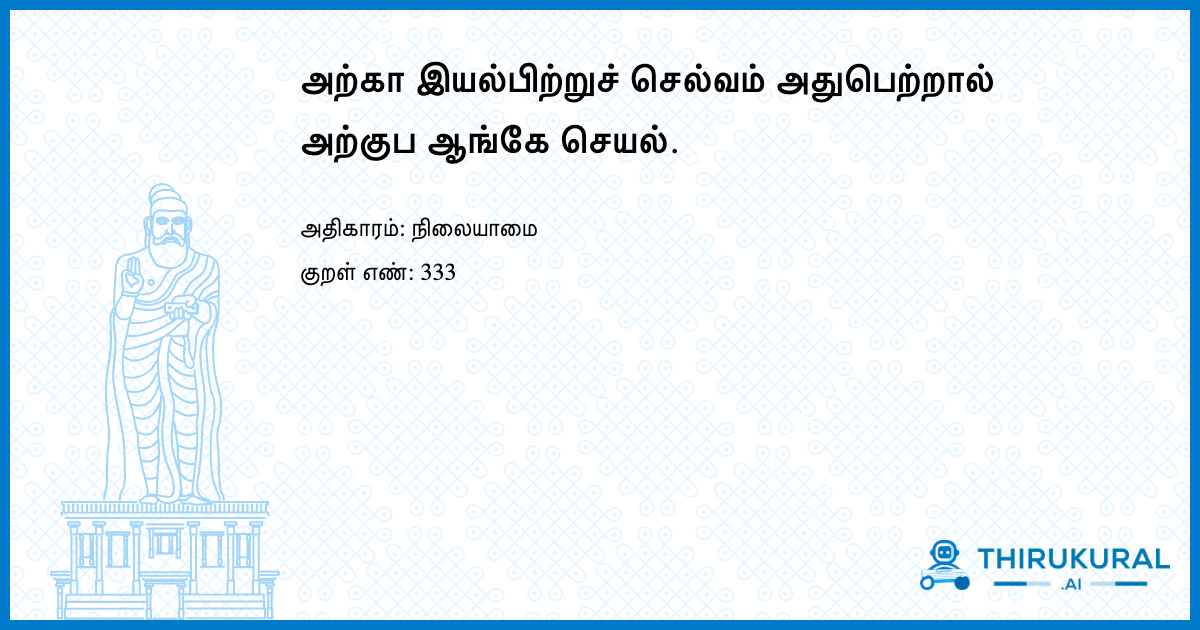 அற்கா இயல்பிற்றுச் செல்வம் அதுபெற்றால்
அற்குப ஆங்கே செயல்.
அதிகாரம்: நிலையாமை
குறள் எண்: 333
THIRUKURAL
.AI